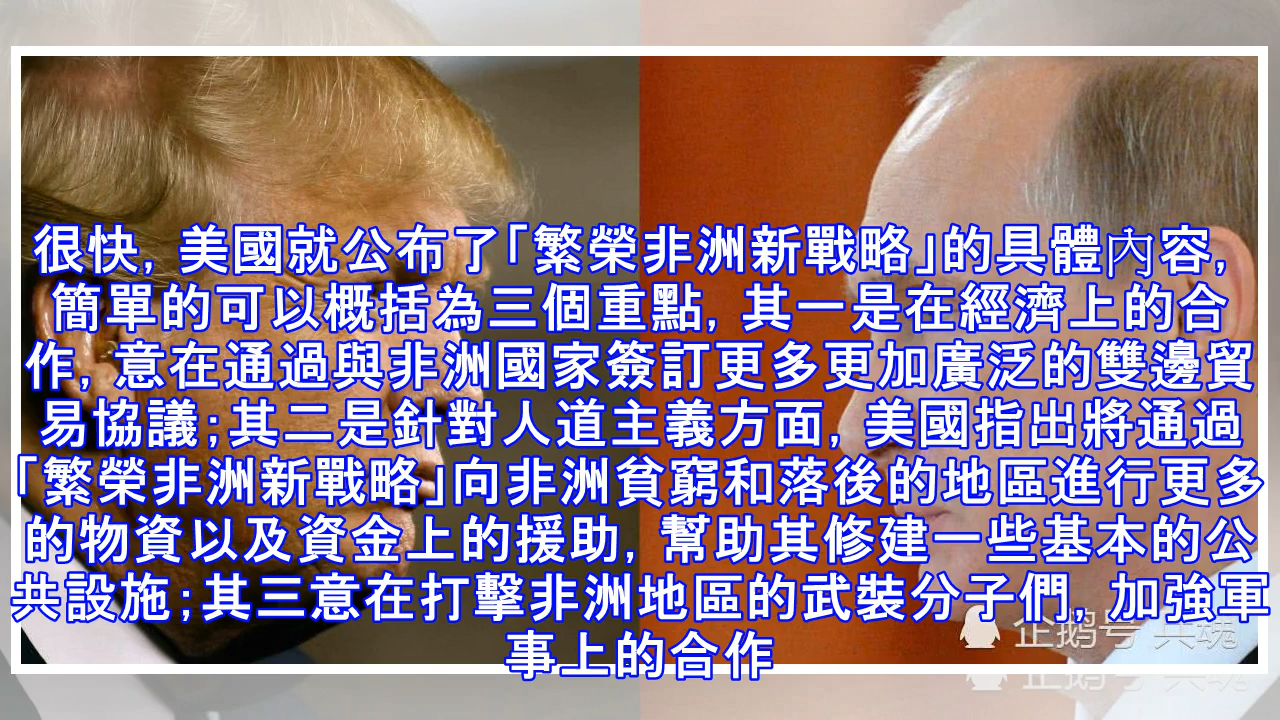 很快, 美國就公布了「繁榮非洲新戰略」的具體內容,
簡單的可以概括為三個重點, 其一是在經濟上的合
作, 意在通過與非洲國家簽訂更多更加廣泛的雙邊貿
易協議;其二是針對人道主義方面, 美國指出將通過
「繁榮非洲新戰略」向非洲貧窮和落後的地區進行更多
的物資以及資金上的援助, 幫助其修建一些基本的公
共設施;其三意在打擊非洲地區的武裝分子們, 加強軍
事上的合作
企鹅号 共魂